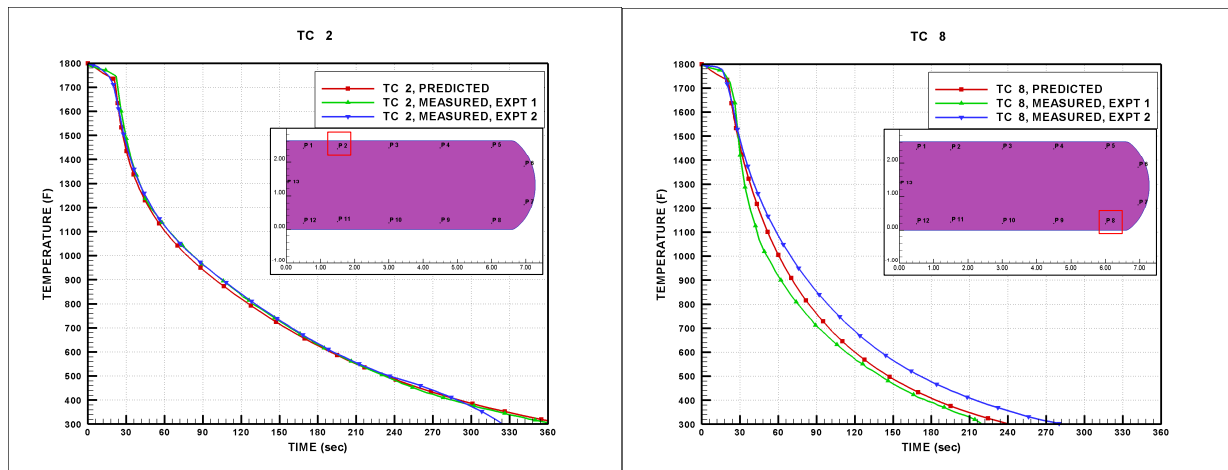 TC 2
TEMPERATURE (F)
1800
1700
1600
1500
1400
1300
1200
1100
1000
900
800
700
600
500
400
300
0
30
60
90
120
150
180
210
240
270
300
330
360
TIME (sec)
TC 2, PREDICTED
TC 2, MEASURED, EXPT 1
TC 2, MEASURED, EXPT 2
P 1
P 2
P 3
P 4
P 5
P 6
P 7
P 8
P 9
P 10
P 11
P 12
P 13
2.00
1.00
0.00
-1.00
0.00
1.00
2.00
3.00
4.00
5.00
6.00
7.00
TC 8
TEMPERATURE (F)
1800
1700
1600
1500
1400
1300
1200
1100
1000
900
800
700
600
500
400
300
0
30
60
90
120
150
180
210
240
270
300
330
360
TIME (sec)
TC 8, PREDICTED
TC 8, MEASURED, EXPT 1
TC 8, MEASURED, EXPT 2
P 1
P 2
P 3
P 4
P 5
P 6
P 7
P 8
P 9
P 10
P 11
P 12
P 13
2.00
1.00
0.00
-1.00
0.00
1.00
2.00
3.00
4.00
5.00
6.00
7.00